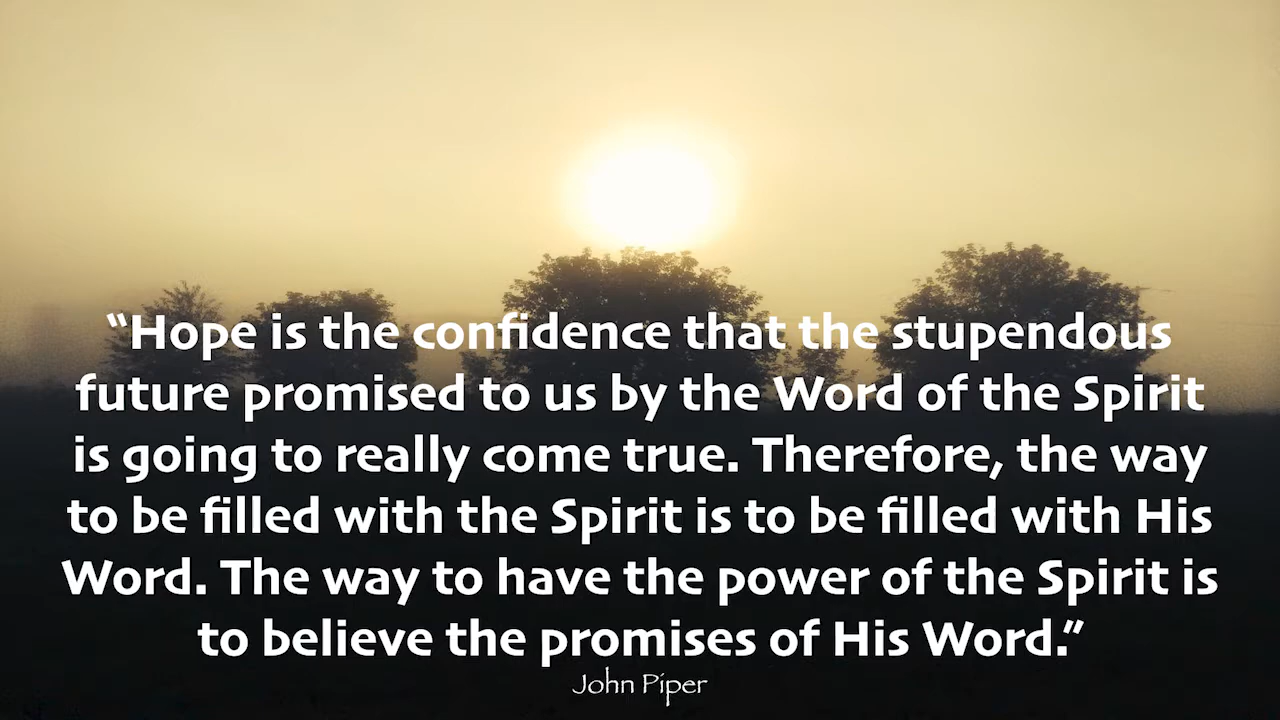 “Hope is the confidence that the stupendous
future promised to us by the Word of the Spirit
is going to really come true. Therefore, the way
to be filled with the Spirit is to be filled with His
Word. The way to have the power of the Spirit is
to believe the promises of His Word.”
John Piper